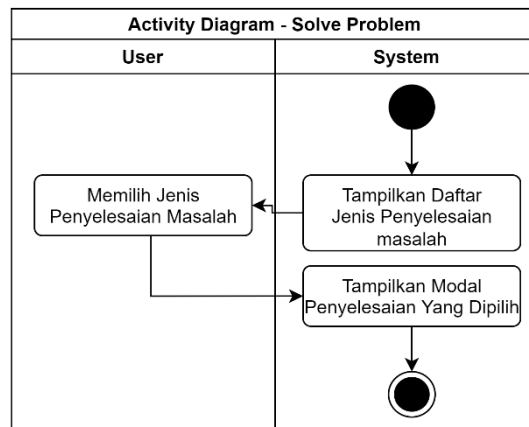 Activity Diagram - Solve Problem
User
System
Memilih Jenis
Penyelesaian Masalah
Tampilkan Daftar
Jenis Penyelesaian
masalah
Tampilkan Modal
Penyelesaian Yang Dipilih